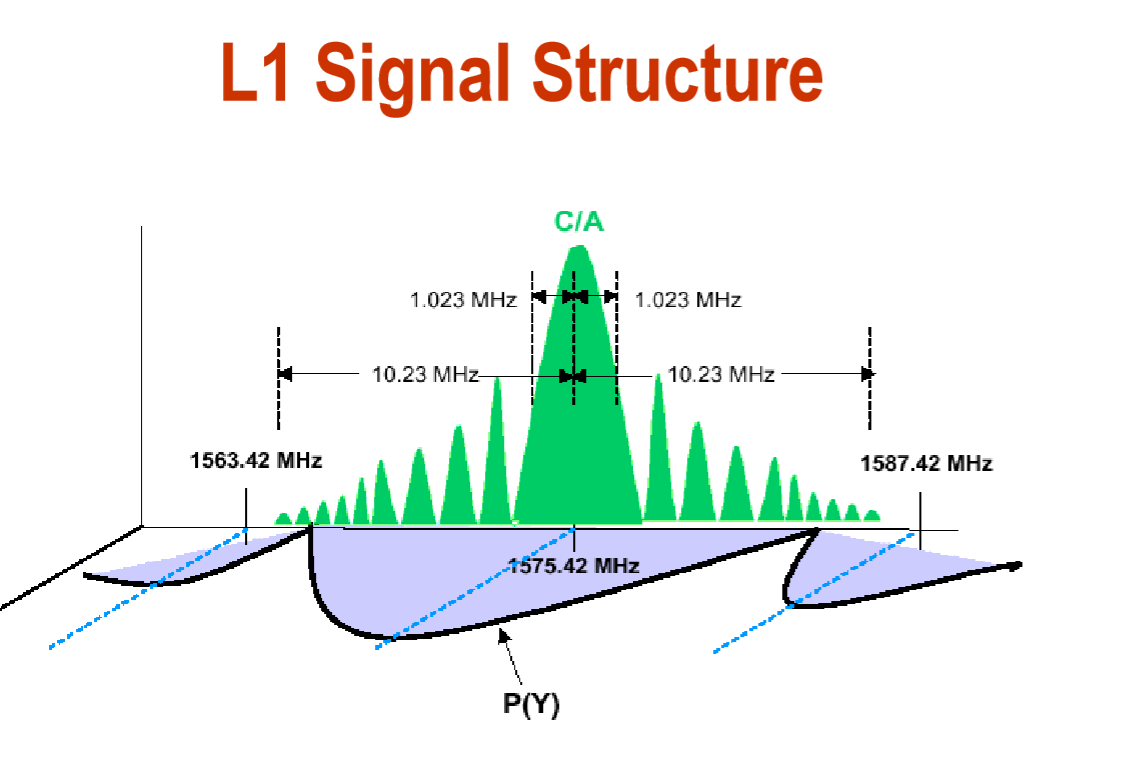 L1 Signal Structure
C/A
1.023 MHz 1.023 MHz
10.23 MHz 10.23 MHz
1563.42 MHz 1587.42 MHz
1575.42 MHz
P(Y)